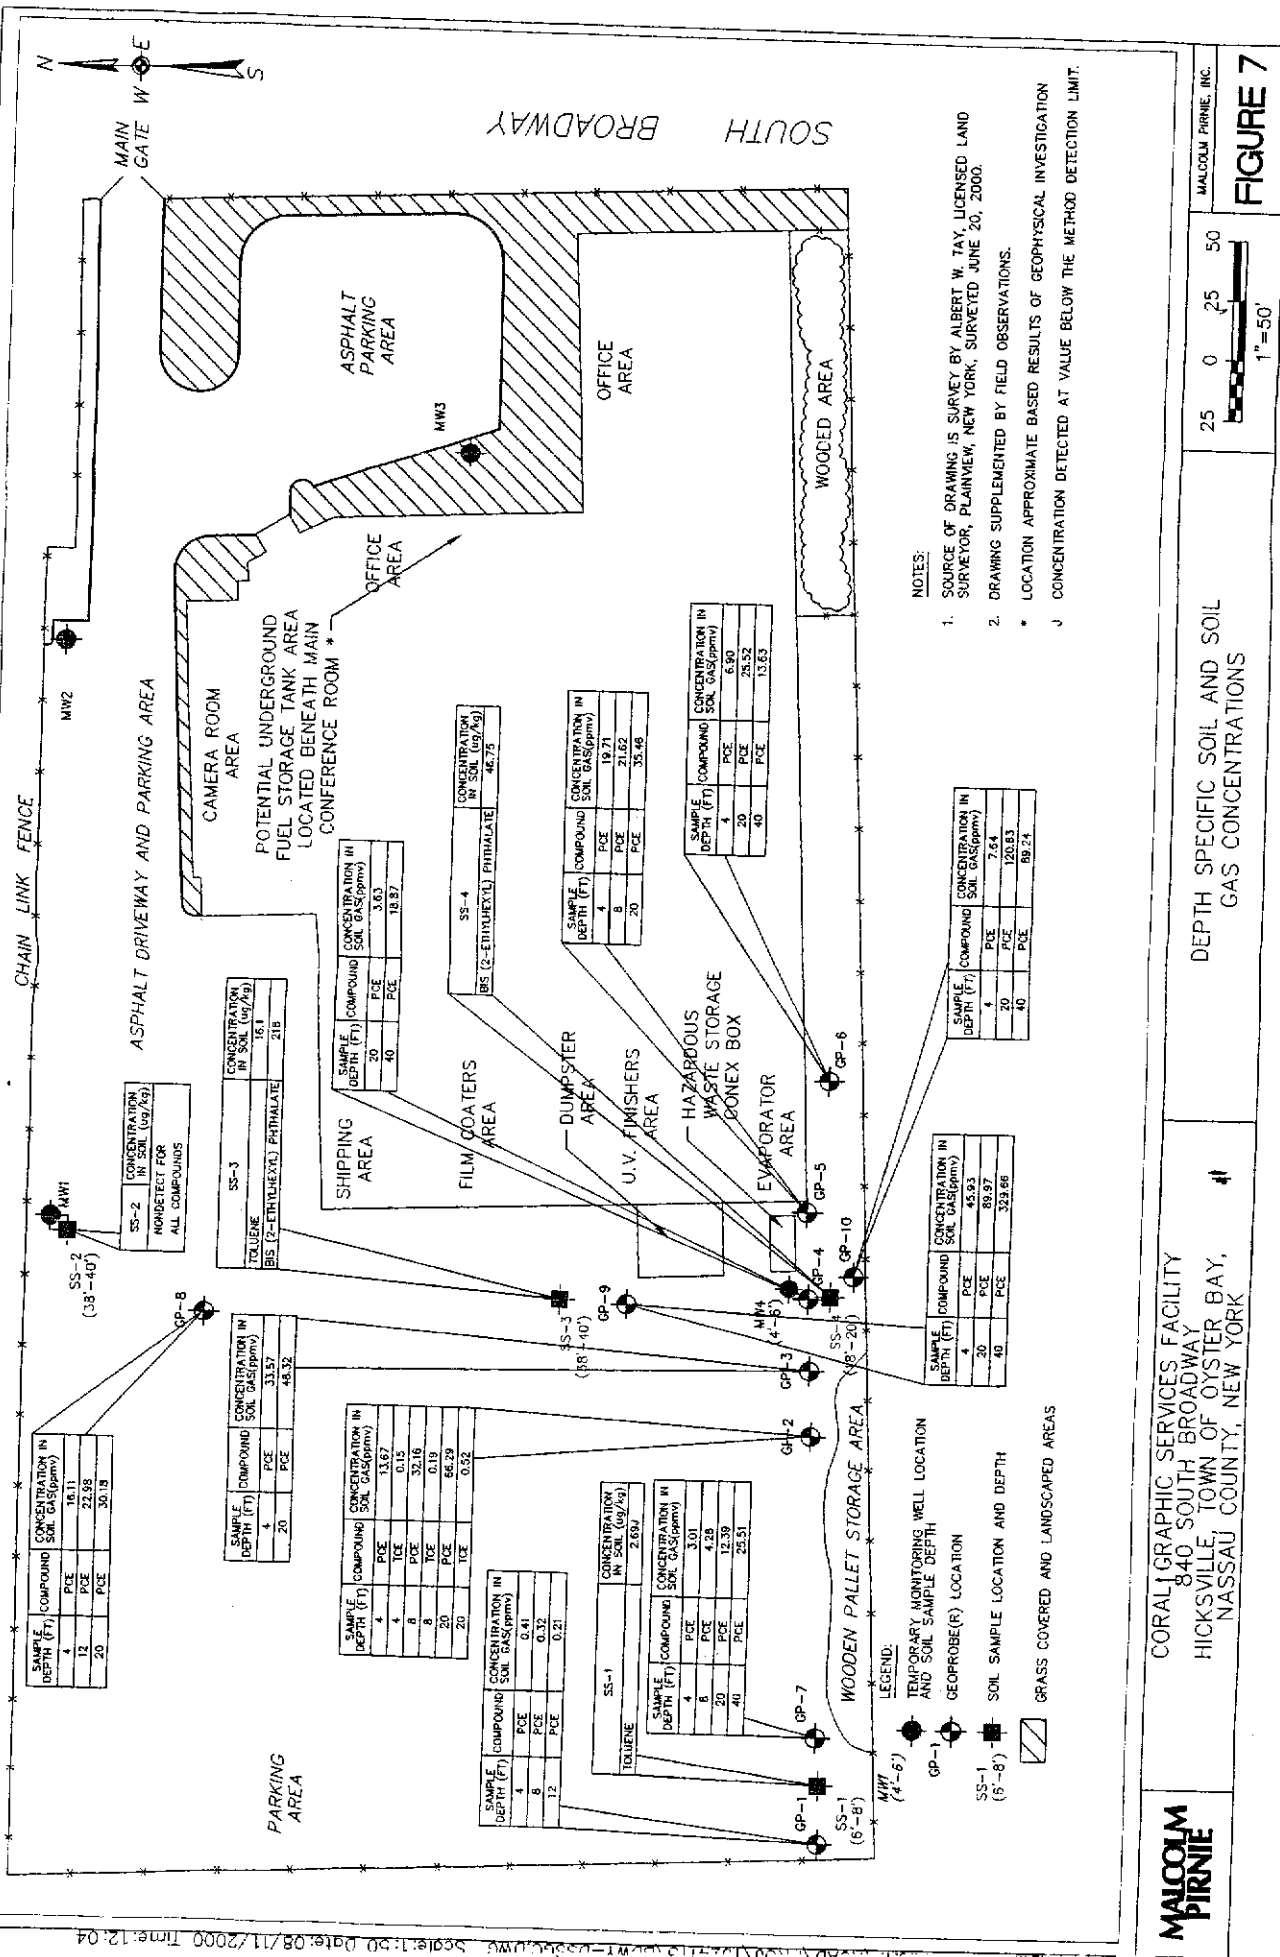 N
W
E
S
MAIN
GATE
SOUTH BROADWAY
CHAIN LINK FENCE
ASPHALT DRIVEWAY AND PARKING AREA
ASPHALT
PARKING
AREA
MW2
MW3
CAMERA ROOM
AREA
POTENTIAL UNDERGROUND
FUEL STORAGE TANK AREA
LOCATED BENEATH MAIN
CONFERENCE ROOM *
OFFICE
AREA
OFFICE
AREA
WOODED AREA
SHIPPING
AREA
FILM COATERS
AREA
DUMPSTER
AREA
U.V. FINISHERS
AREA
HAZARDOUS
WASTE STORAGE
CONEX BOX
EVAPORATOR
AREA
PARKING
AREA
WOODEN PALLET STORAGE AREA
MW1
SS-2
(38'-40')
SS-2 CONCENTRATION IN SOIL (ug/kg)
NONDETECT FOR
ALL COMPOUNDS
SS-3 CONCENTRATION IN SOIL (ug/kg)
TOLUENE 16.1
BIS (2-ETHYLHEXYL) PHTHALATE 218
SAMPLE DEPTH (FT) COMPOUND CONCENTRATION IN SOIL GAS(ppmv)
20 PCE 3.63
40 PCE 18.87
SS-4 CONCENTRATION IN SOIL (ug/kg)
BIS (2-ETHYLHEXYL) PHTHALATE 46.75
SAMPLE DEPTH (FT) COMPOUND CONCENTRATION IN SOIL GAS(ppmv)
4 PCE 19.71
8 PCE 21.62
20 PCE 35.46
SAMPLE DEPTH (FT) COMPOUND CONCENTRATION IN SOIL GAS(ppmv)
4 PCE 6.90
20 PCE 25.52
40 PCE 13.63
SAMPLE DEPTH (FT) COMPOUND CONCENTRATION IN SOIL GAS(ppmv)
4 PCE 7.64
20 PCE 120.83
40 PCE 89.24
SAMPLE DEPTH (FT) COMPOUND CONCENTRATION IN SOIL GAS(ppmv)
4 PCE 45.93
20 PCE 89.97
40 PCE 329.66
SAMPLE DEPTH (FT) COMPOUND CONCENTRATION IN SOIL GAS(ppmv)
4 PCE 16.11
12 PCE 22.98
20 PCE 30.18
SAMPLE DEPTH (FT) COMPOUND CONCENTRATION IN SOIL GAS(ppmv)
4 PCE 33.57
20 PCE 48.32
SAMPLE DEPTH (FT) COMPOUND CONCENTRATION IN SOIL GAS(ppmv)
4 PCE 13.67
4 TCE 0.15
8 PCE 32.16
8 TCE 0.19
20 PCE 66.29
20 TCE 0.52
SAMPLE DEPTH (FT) COMPOUND CONCENTRATION IN SOIL GAS(ppmv)
4 PCE 0.41
8 PCE 0.32
12 PCE 0.21
SS-1 CONCENTRATION IN SOIL (ug/kg)
TOLUENE 2.69J
SAMPLE DEPTH (FT) COMPOUND CONCENTRATION IN SOIL GAS(ppmv)
4 PCE 3.01
8 PCE 4.28
20 PCE 12.39
40 PCE 25.51
GP-8
SS-3
(38'-40')
GP-9
MW4
(4'-6')
GP-4
SS-4
(18'-20')
GP-10
GP-5
GP-6
GP-3
GP-2
GP-7
GP-1
SS-1
(6'-8')
LEGEND:
MW1
(4'-6')
TEMPORARY MONITORING WELL LOCATION
AND SOIL SAMPLE DEPTH
GP-1
GEOPROBE(R) LOCATION
SS-1
(6'-8')
SOIL SAMPLE LOCATION AND DEPTH
GRASS COVERED AND LANDSCAPED AREAS
NOTES:
1. SOURCE OF DRAWING IS SURVEY BY ALBERT W. TAY, LICENSED LAND
SURVEYOR, PLAINVIEW, NEW YORK, SURVEYED JUNE 20, 2000.
2. DRAWING SUPPLEMENTED BY FIELD OBSERVATIONS.
* LOCATION APPROXIMATE BASED RESULTS OF GEOPHYSICAL INVESTIGATION
J CONCENTRATION DETECTED AT VALUE BELOW THE METHOD DETECTION LIMIT.
MALCOLM
PIRNIE
CORAL GRAPHIC SERVICES FACILITY
840 SOUTH BROADWAY
HICKSVILLE, TOWN OF OYSTER BAY,
NASSAU COUNTY, NEW YORK
DEPTH SPECIFIC SOIL AND SOIL
GAS CONCENTRATIONS
25 0 25 50
1"=50'
MALCOLM PIRNIE, INC.
FIGURE 7
Scale:1:50 Date:08/11/2000 Time:12:04